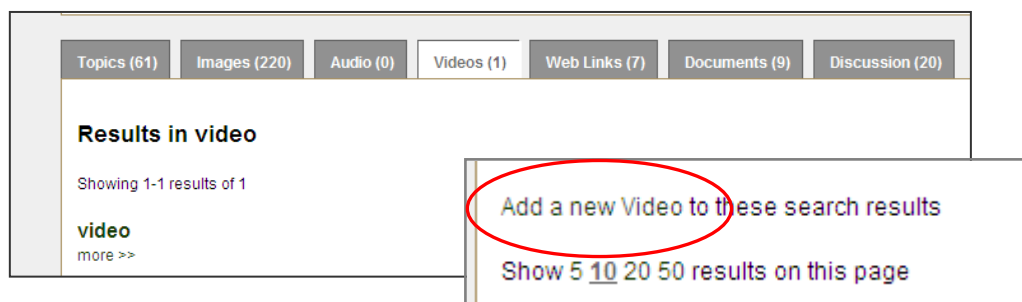 Topics (61) Images (220) Audio (0) Videos (1) Web Links (7) Documents (9) Discussion (20)
Results in video
Showing 1-1 results of 1
video
more >>
Add a new Video to these search results
Show 5 10 20 50 results on this page